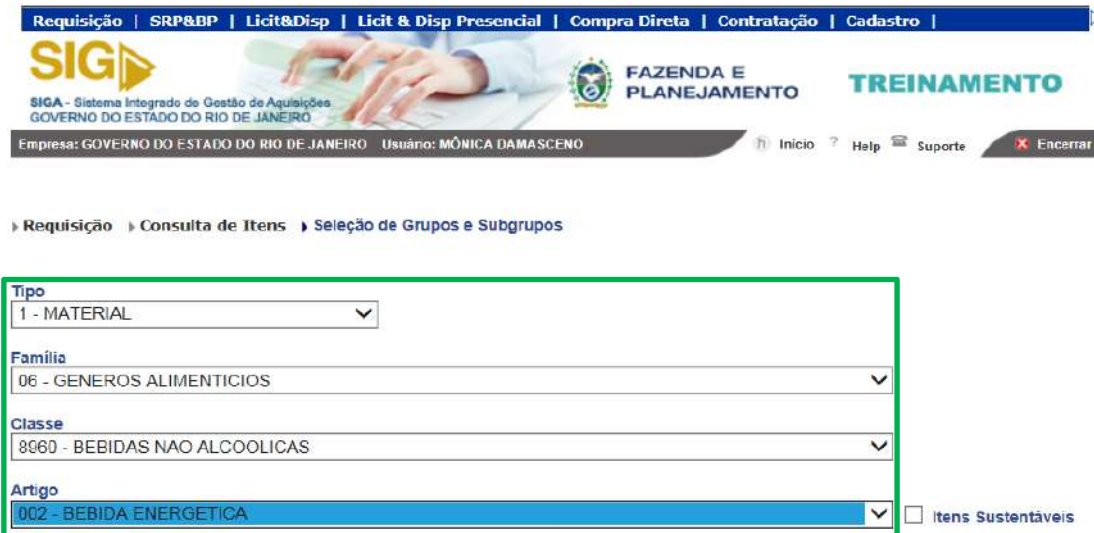 Requisição | SRP&BP | Licit&Disp | Licit & Disp Presencial | Compra Direta | Contratação | Cadastro |
SIG
SIGA - Sistema Integrado de Gestão de Aquisições
GOVERNO DO ESTADO DO RIO DE JANEIRO
FAZENDA E
PLANEJAMENTO
TREINAMENTO
Empresa: GOVERNO DO ESTADO DO RIO DE JANEIRO Usuário: MÔNICA DAMASCENO
h Início ? Help Suporte X Encerrar
Requisição Consulta de Itens Seleção de Grupos e Subgrupos
Tipo
1 - MATERIAL
Família
06 - GENEROS ALIMENTICIOS
Classe
8960 - BEBIDAS NAO ALCOOLICAS
Artigo
002 - BEBIDA ENERGETICA
Itens Sustentáveis